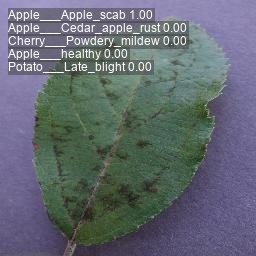 Apple___Apple_scab 1.00
Apple___Cedar_apple_rust 0.00
Cherry___Powdery_mildew 0.00
Apple___healthy 0.00
Potato___Late_blight 0.00